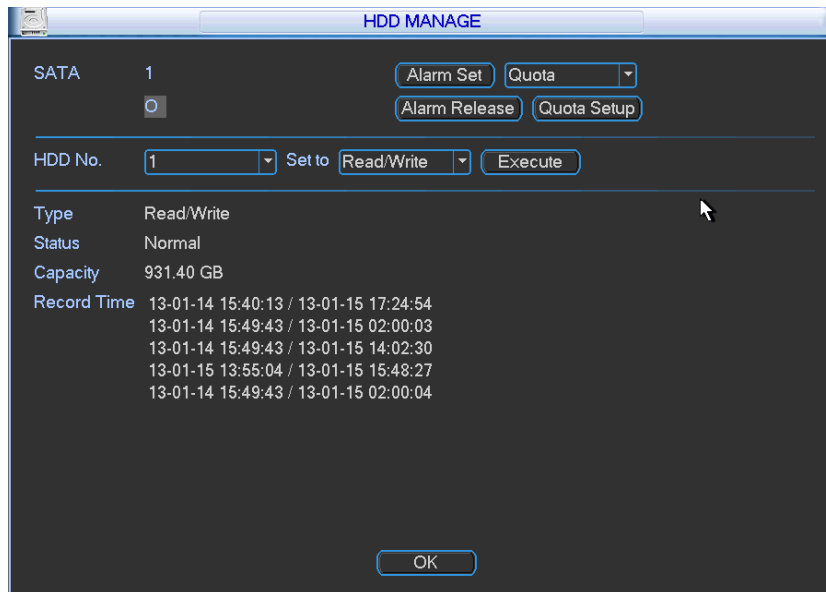 HDD MANAGE
SATA 1 Alarm Set Quota
O Alarm Release Quota Setup
HDD No. 1 Set to Read/Write Execute
Type Read/Write
Status Normal
Capacity 931.40 GB
Record Time 13-01-14 15:40:13 / 13-01-15 17:24:54
13-01-14 15:49:43 / 13-01-15 02:00:03
13-01-14 15:49:43 / 13-01-15 14:02:30
13-01-15 13:55:04 / 13-01-15 15:48:27
13-01-14 15:49:43 / 13-01-15 02:00:04
OK